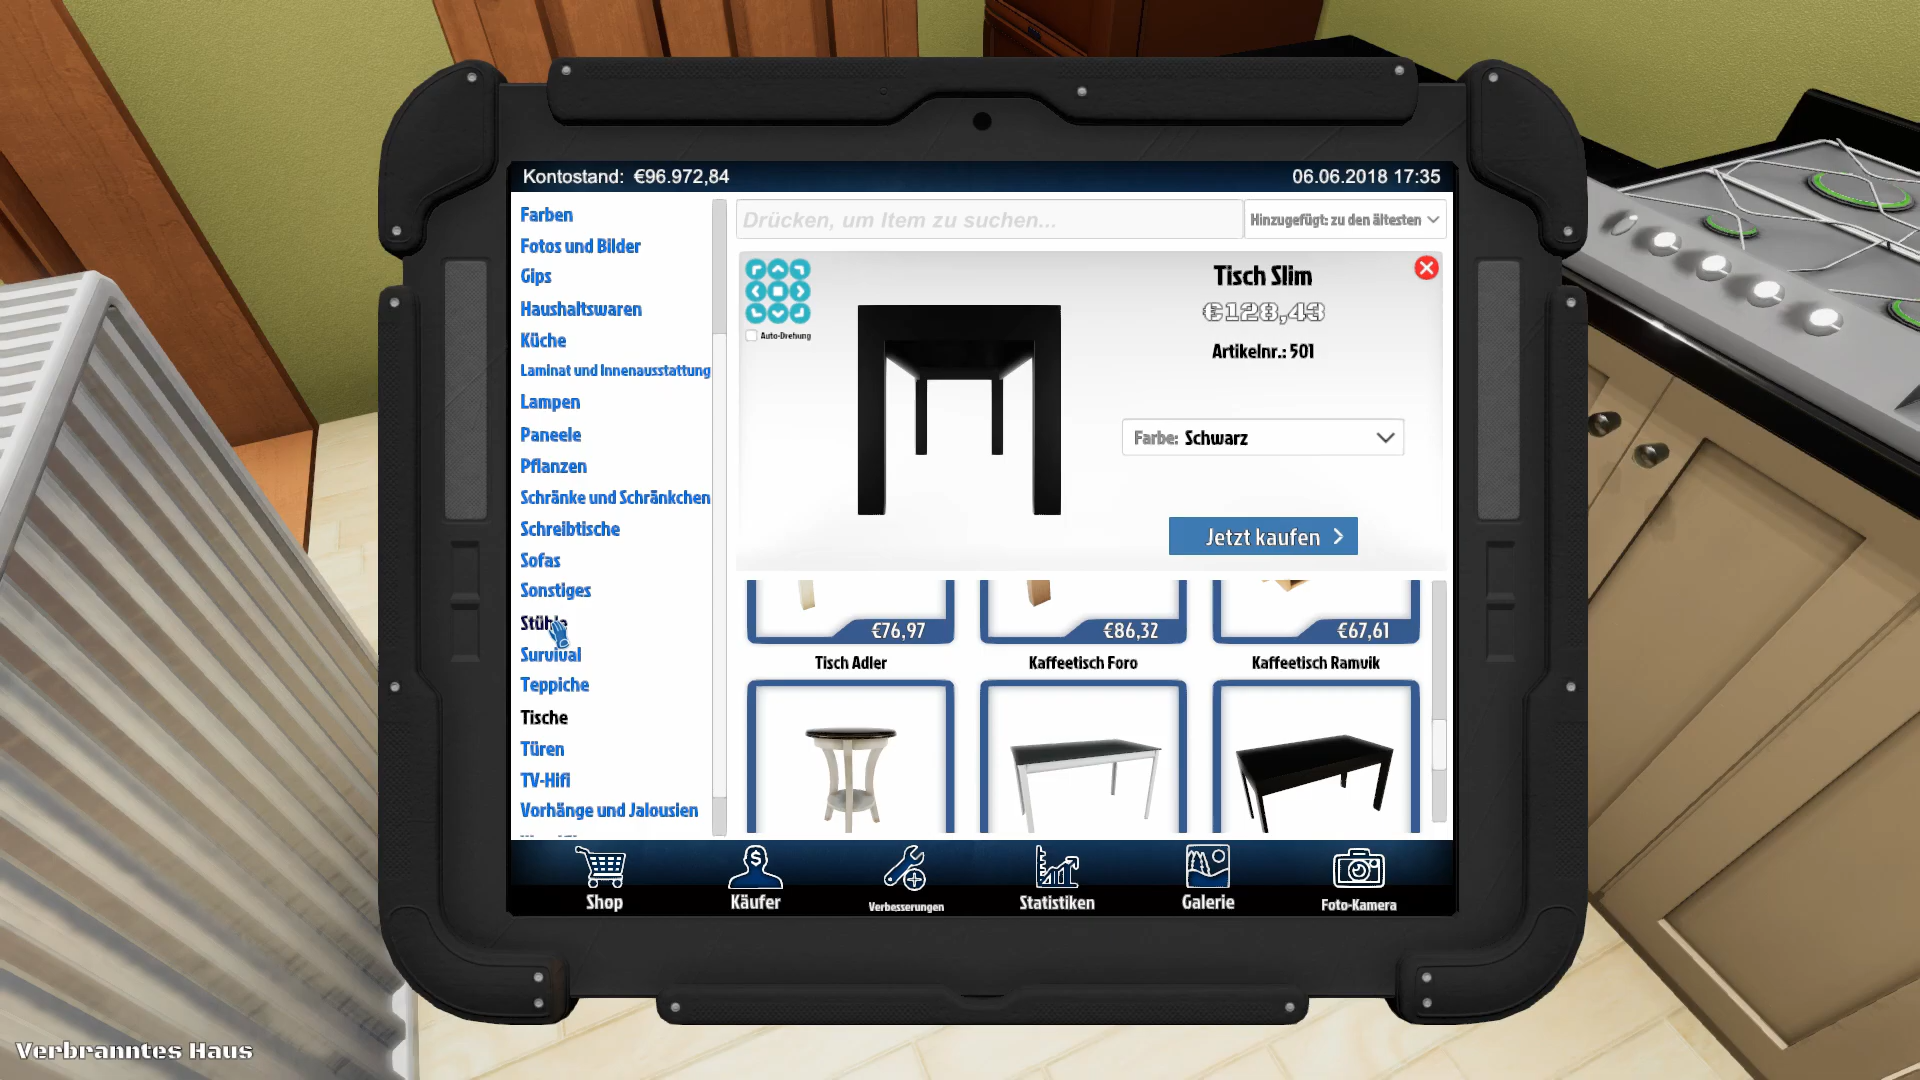 Kontostand: €96.972,84
06.06.2018 17:35
Farben
Fotos und Bilder
Gips
Haushaltswaren
Küche
Laminat und Innenausstattung
Lampen
Paneele
Pflanzen
Schränke und Schränkchen
Schreibtische
Sofas
Sonstiges
Stühle
Survival
Teppiche
Tische
Türen
TV-Hifi
Vorhänge und Jalousien
Drücken, um Item zu suchen...
Hinzugefügt: zu den ältesten
Auto-Drehung
Tisch Slim
€128,43
Artikelnr.: 501
Farbe: Schwarz
Jetzt kaufen
€76,97
€86,32
€67,61
Tisch Adler
Kaffeetisch Foro
Kaffeetisch Ramvik
Shop
Käufer
Verbesserungen
Statistiken
Galerie
Foto-Kamera
Verbranntes Haus